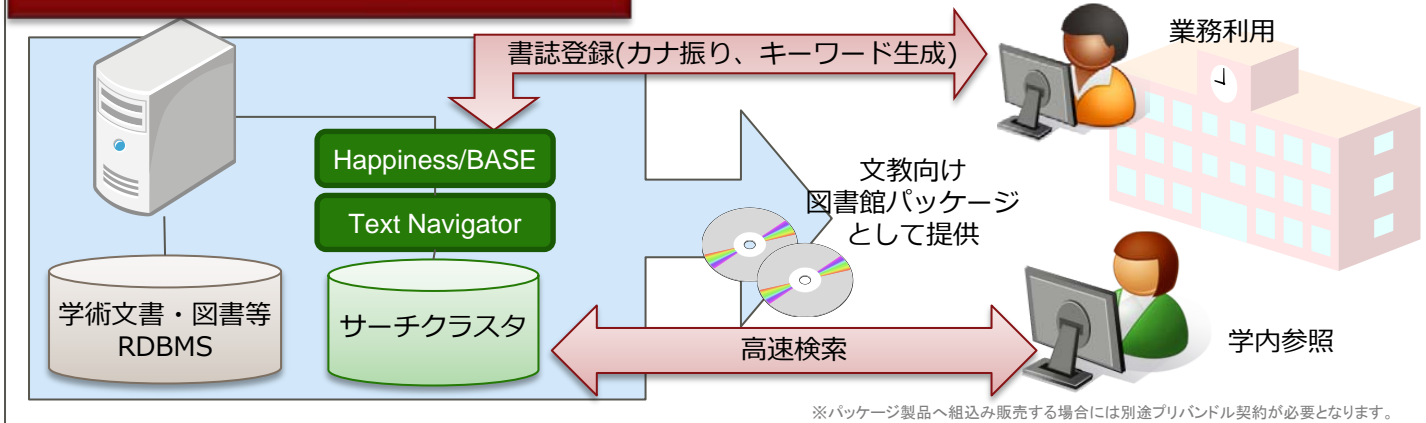 書誌登録(カナ振り、キーワード生成)
業務利用
Happiness/BASE
Text Navigator
文教向け
図書館パッケージ
として提供
学術文書・図書等
RDBMS
サーチクラスタ
高速検索
学内参照
※パッケージ製品へ組込み販売する場合には別途プリバンドル契約が必要となります。